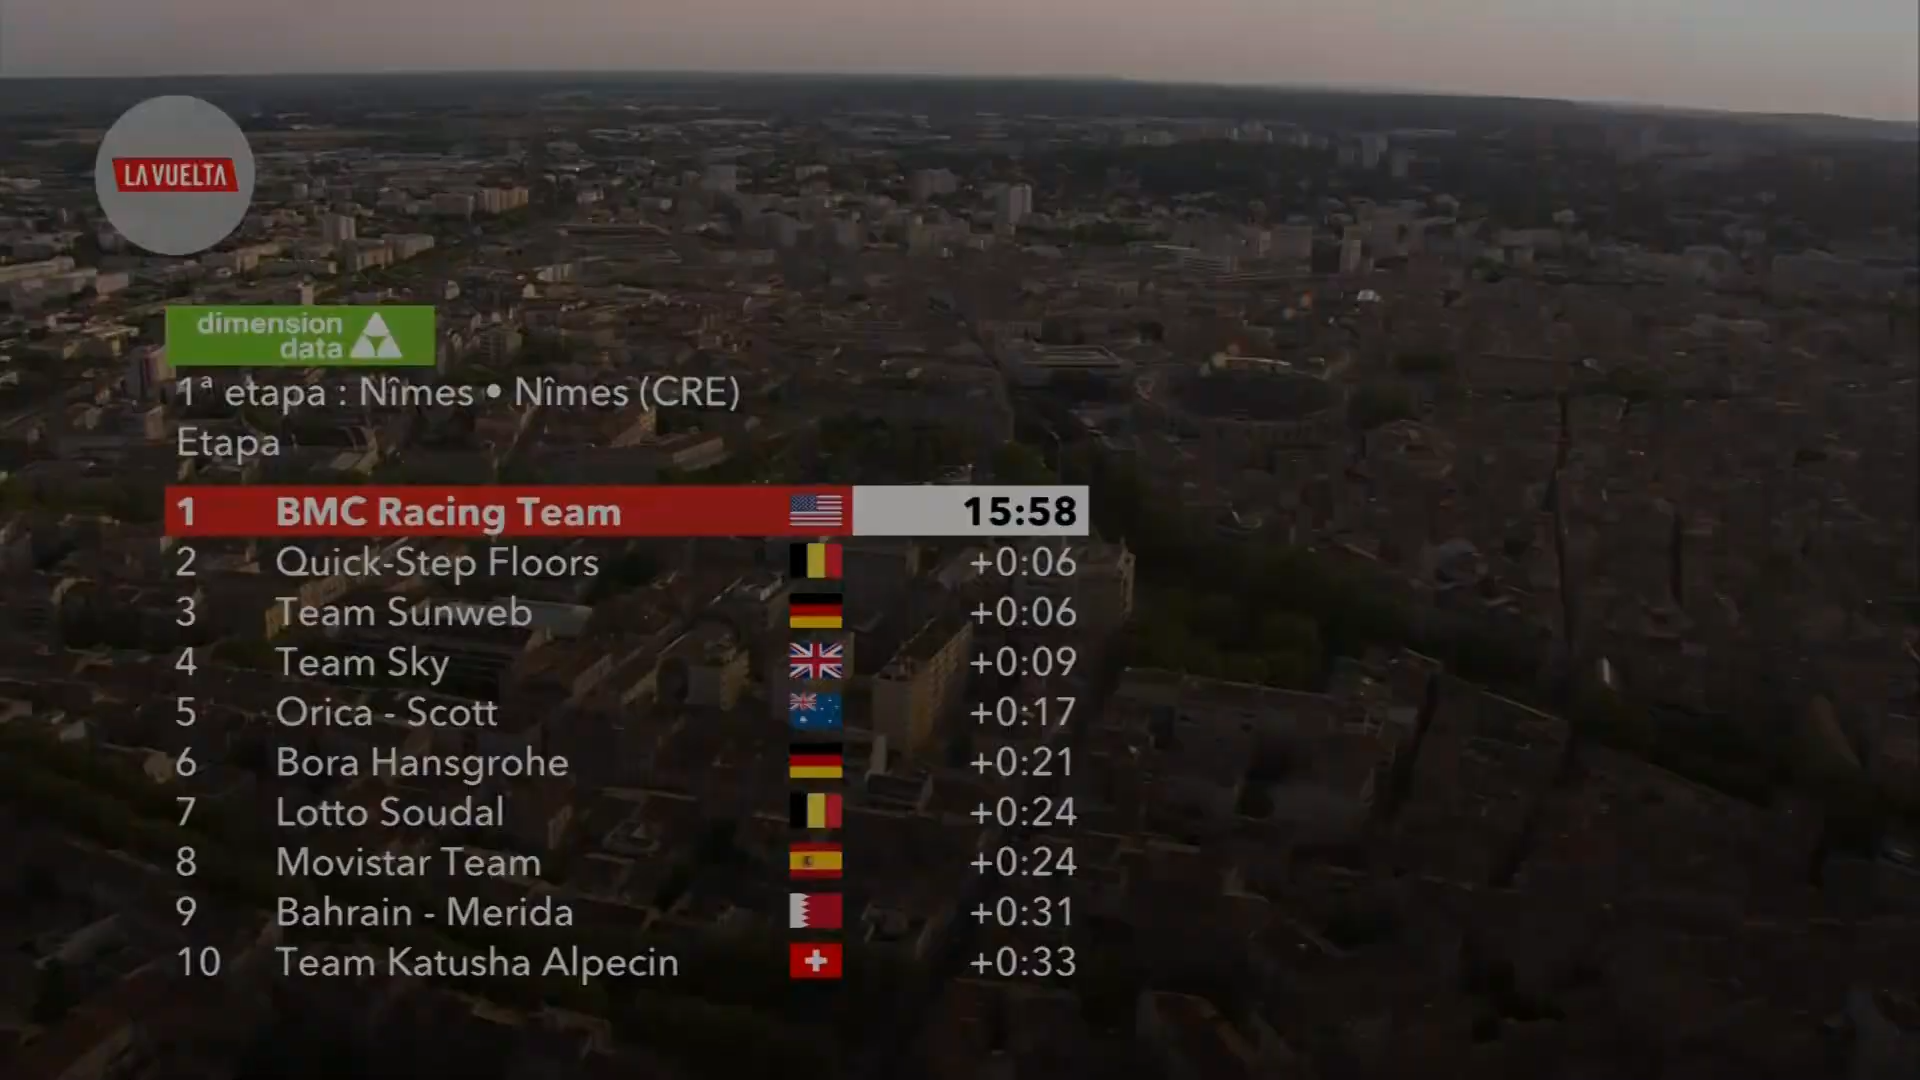 LA VUELTA
dimension
data
1ª etapa : Nîmes • Nîmes (CRE)
Etapa
1 BMC Racing Team 15:58
2 Quick-Step Floors +0:06
3 Team Sunweb +0:06
4 Team Sky +0:09
5 Orica - Scott +0:17
6 Bora Hansgrohe +0:21
7 Lotto Soudal +0:24
8 Movistar Team +0:24
9 Bahrain - Merida +0:31
10 Team Katusha Alpecin +0:33